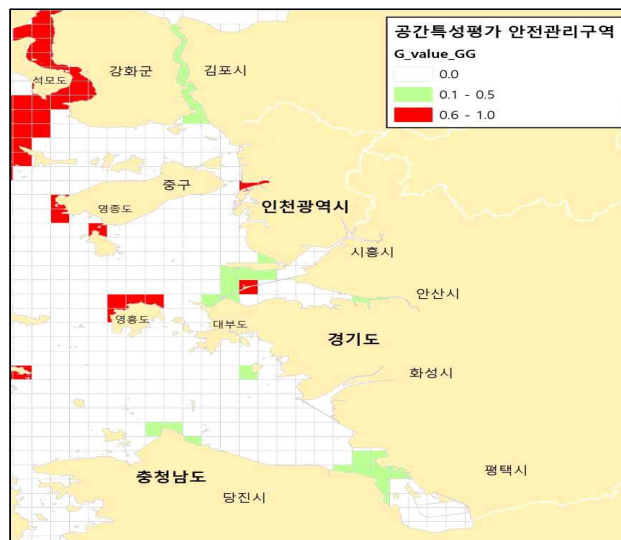 공간특성평가 안전관리구역
G_value_GG
0.0
0.1 - 0.5
0.6 - 1.0
석모도
강화군
김포시
중구
영종도
인천광역시
시흥시
안산시
영흥도
대부도
경기도
화성시
충청남도
당진시
평택시